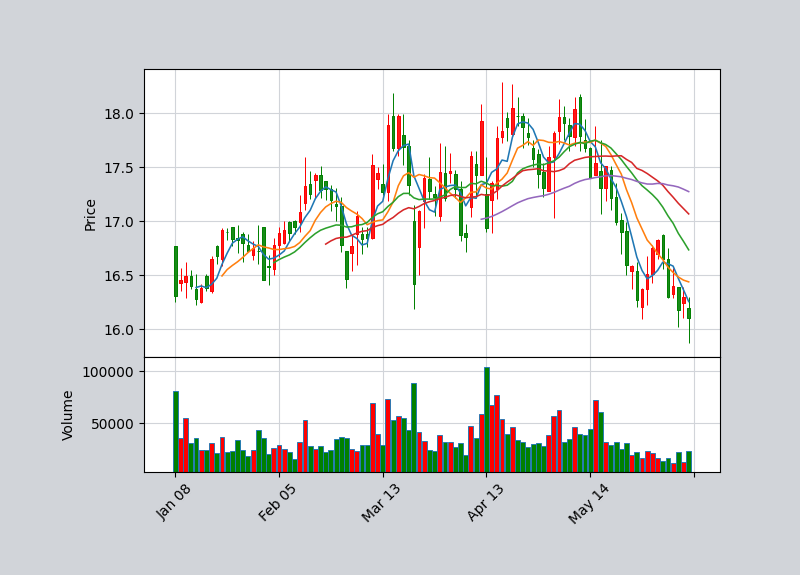 18.0
17.5
17.0
16.5
16.0
Price
100000
50000
Volume
Jan 08
Feb 05
Mar 13
Apr 13
May 14